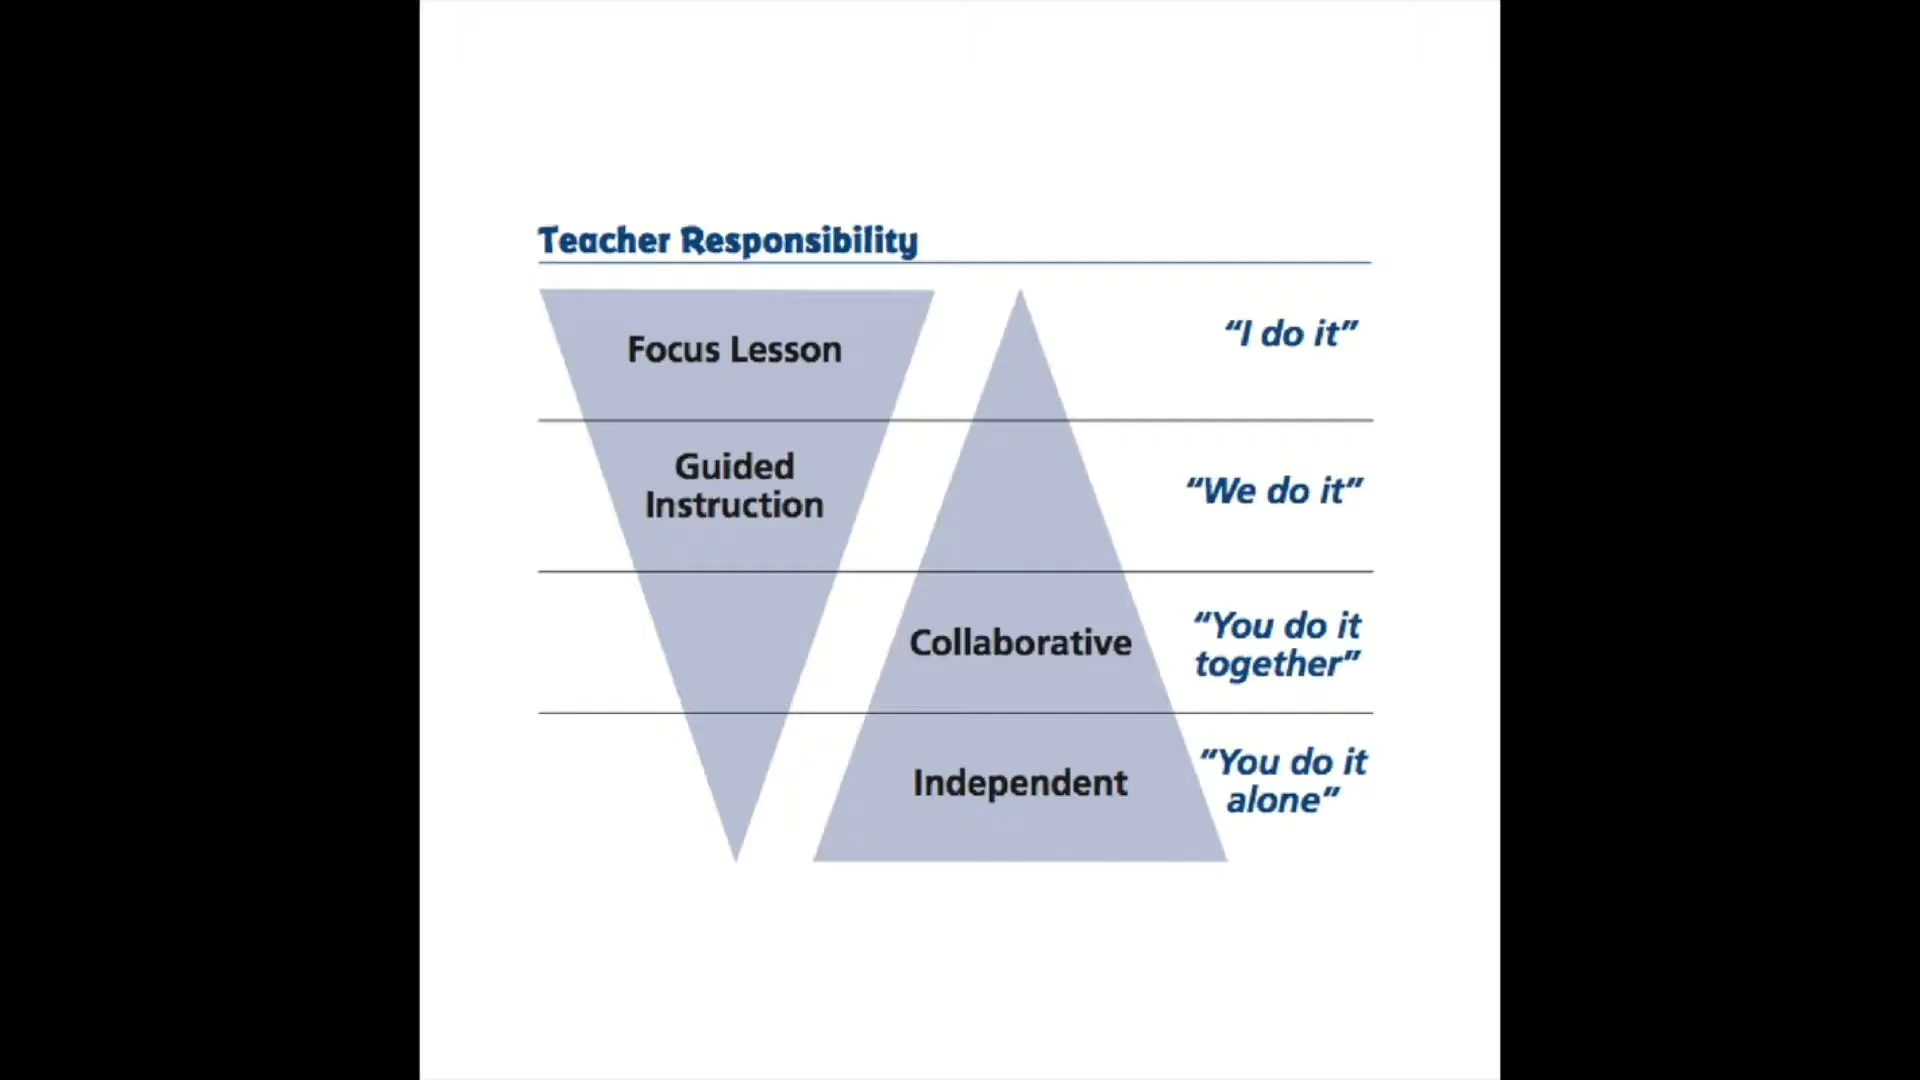 Teacher Responsibility
Focus Lesson
“I do it”
Guided
Instruction
“We do it”
Collaborative
“You do it
together”
Independent
“You do it
alone”